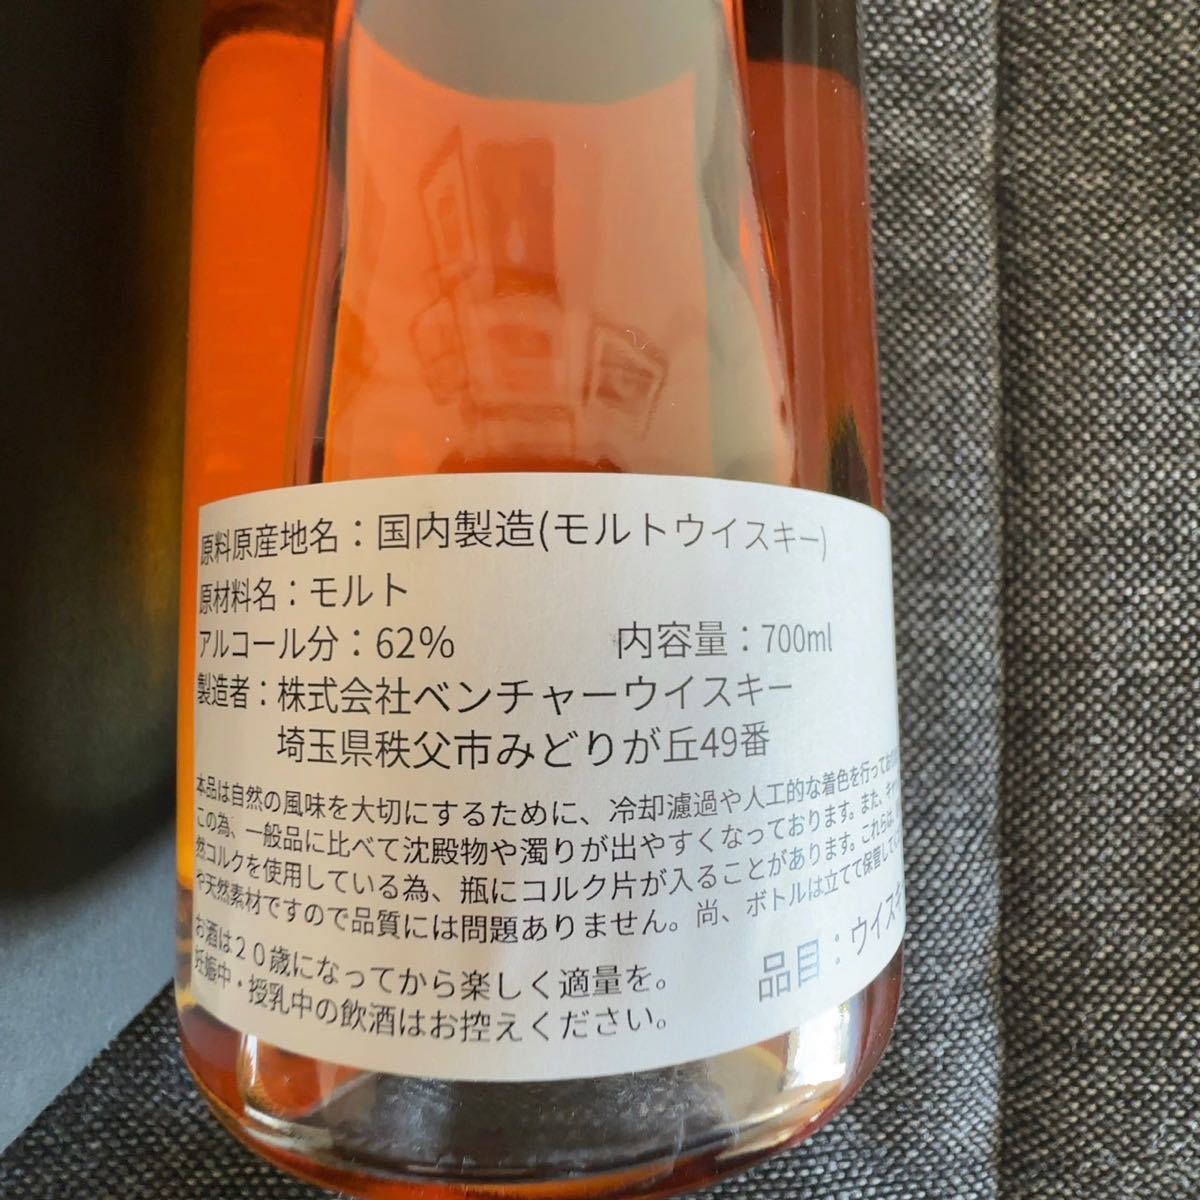 原料原産地名：国内製造(モルトウイスキー)
原材料名：モルト
アルコール分：62% 内容量：700ml
製造者：株式会社ベンチャーウイスキー
埼玉県秩父市みどりが丘49番
本品は自然の風味を大切にするために、冷却濾過や人工的な着色を行ってお
この為、一般品に比べて沈殿物や濁りが出やすくなっております。また、キャ
然コルクを使用している為、瓶にコルク片が入ることがあります。これらは、
や天然素材ですので品質には問題ありません。尚、ボトルは立てて保管して
お酒は２０歳になってから楽しく適量を。
妊娠中・授乳中の飲酒はお控えください。 品目：ウイスキ